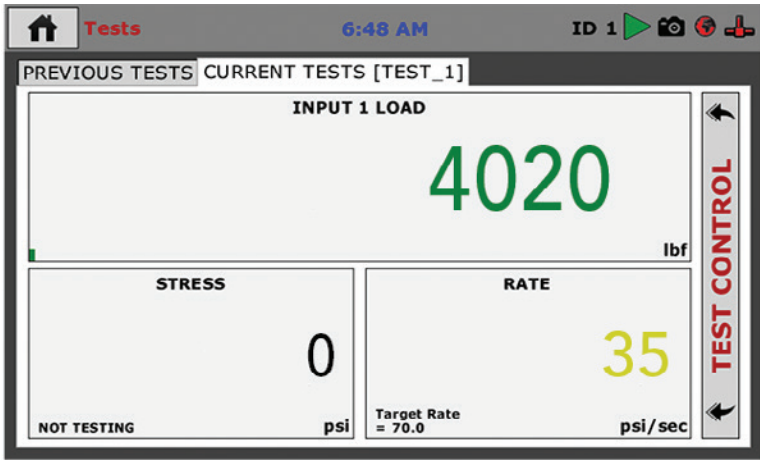 Tests 6:48 AM ID 1
PREVIOUS TESTS CURRENT TESTS [TEST_1]
INPUT 1 LOAD
4020
lbf
STRESS
0
NOT TESTING psi
RATE
35
Target Rate
= 70.0 psi/sec
TEST CONTROL